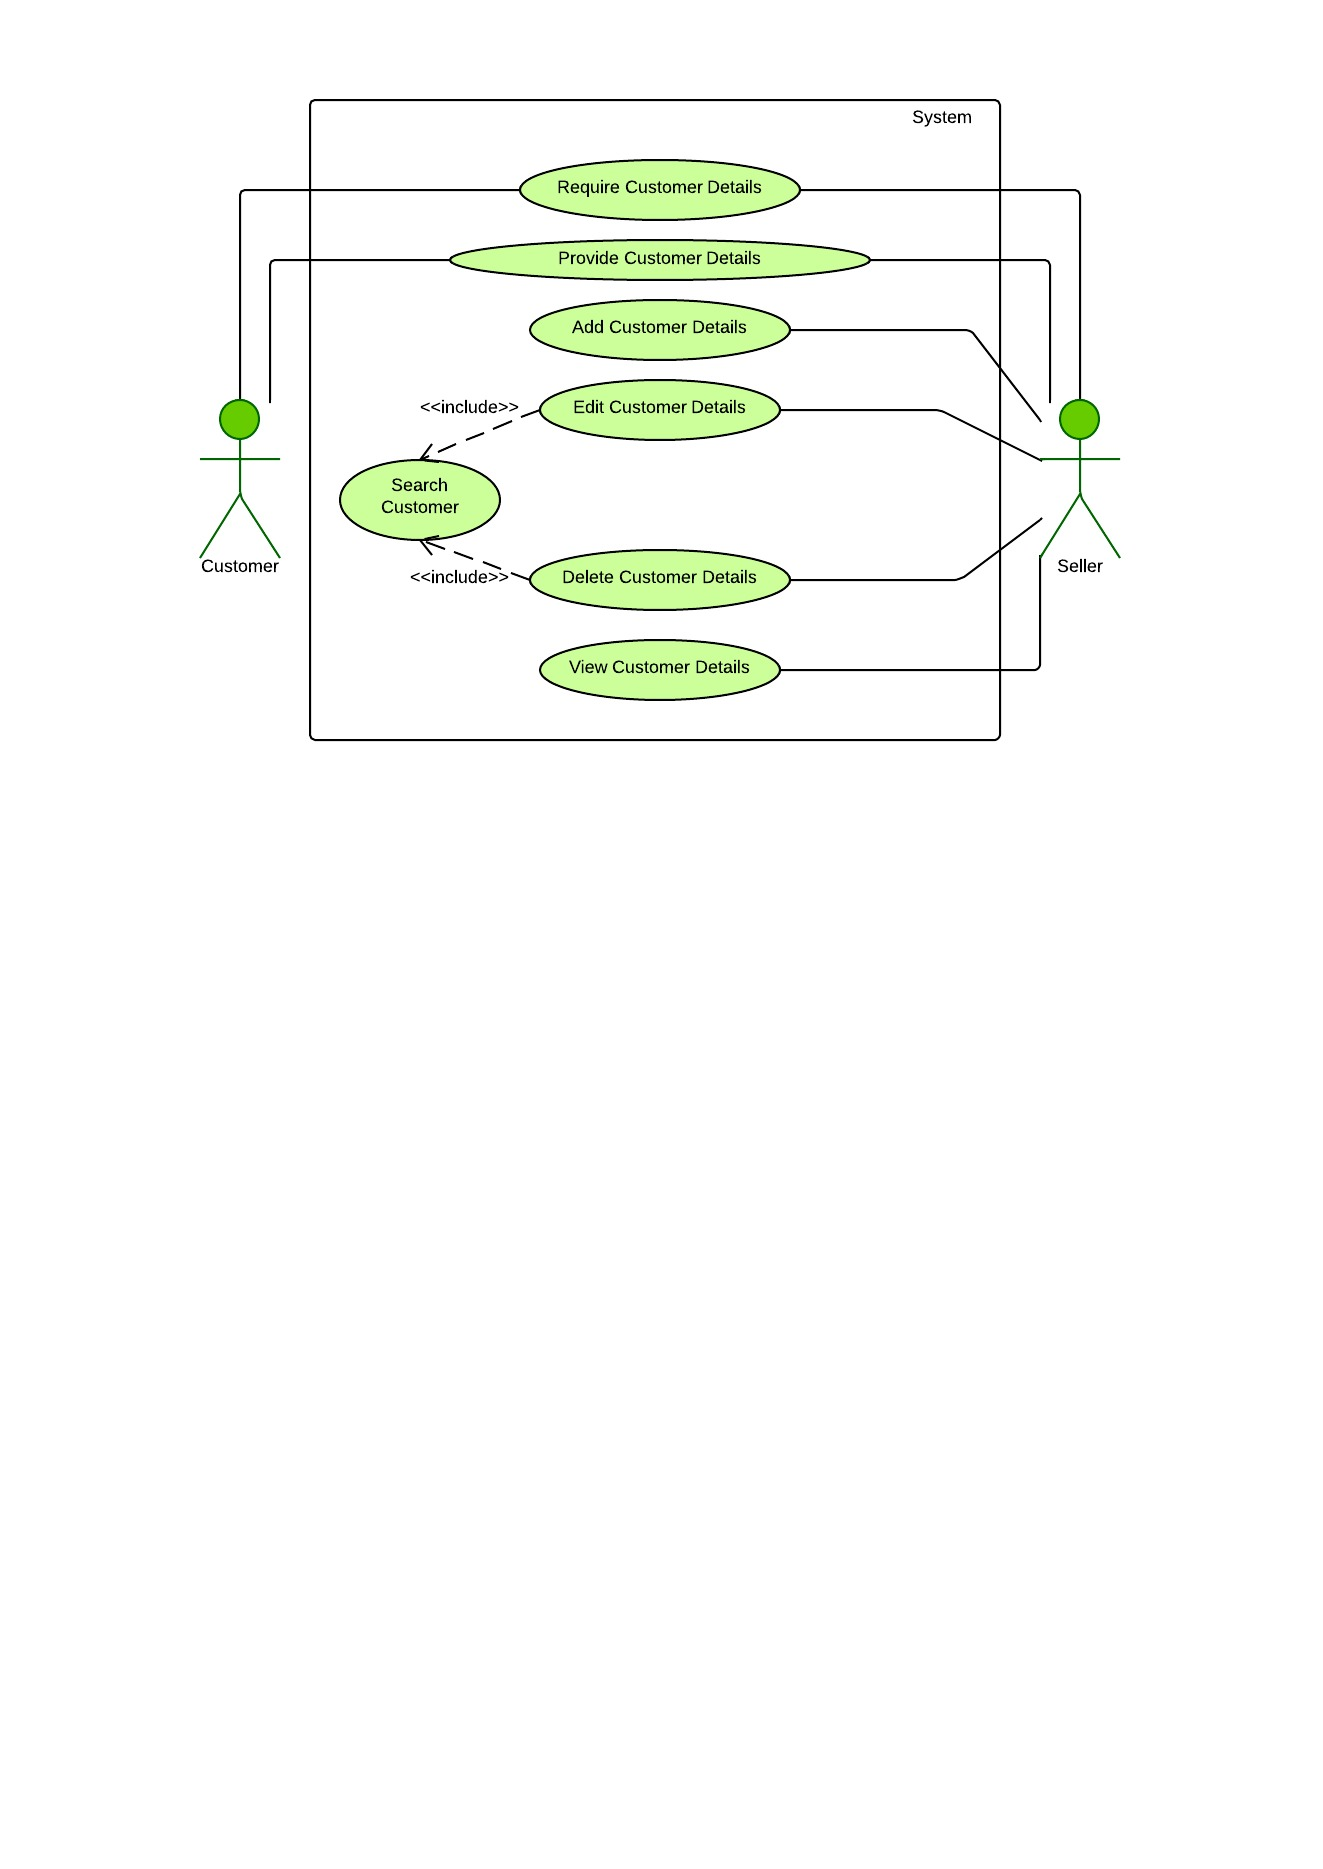 System
Require Customer Details
Provide Customer Details
Add Customer Details
<<include>>
Edit Customer Details
Search
Customer
Customer
Seller
<<include>>
Delete Customer Details
View Customer Details